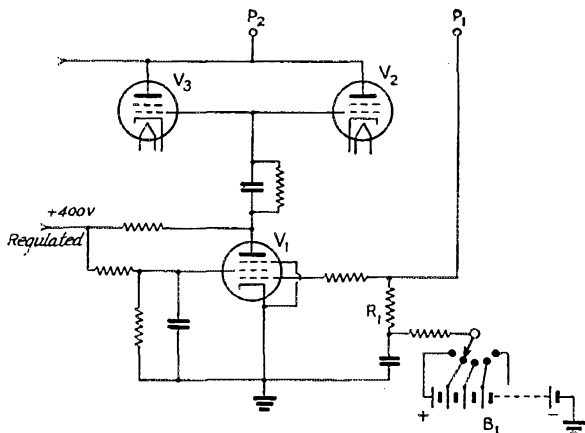 P₂
P₁
V₃
V₂
+400V
Regulated
V₁
R₁
+
-
B₁